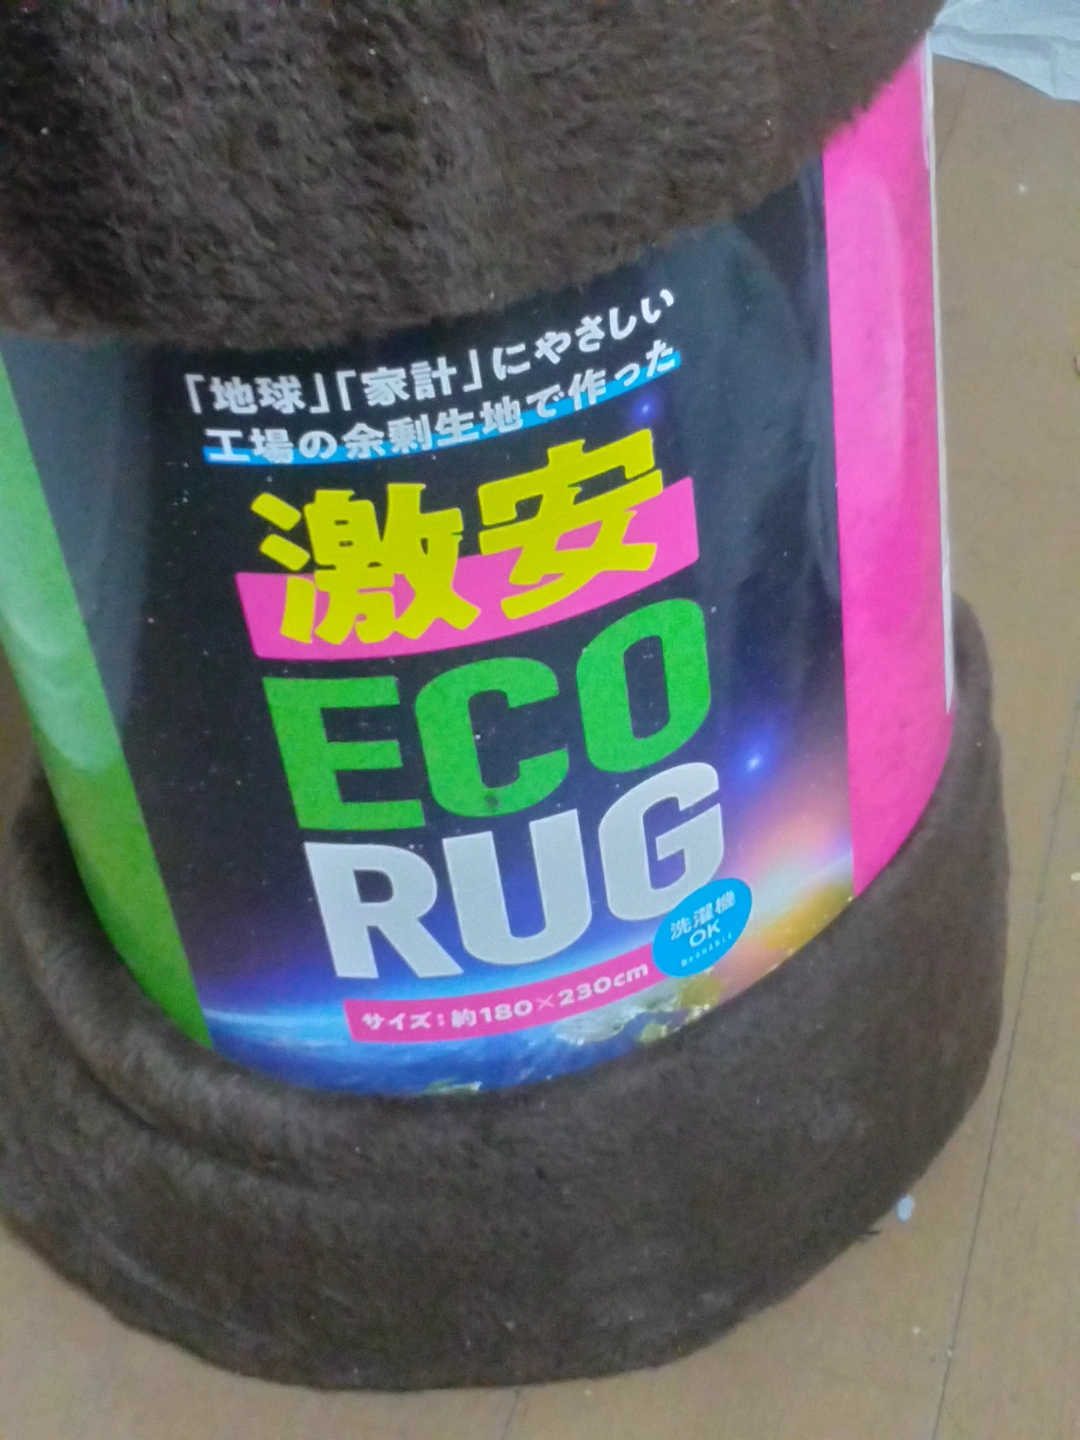 「地球」「家計」にやさしい
工場の余剰生地で作った
激安
ECO
RUG
洗濯機
OK
WASHABLE
サイズ：約180×230cm